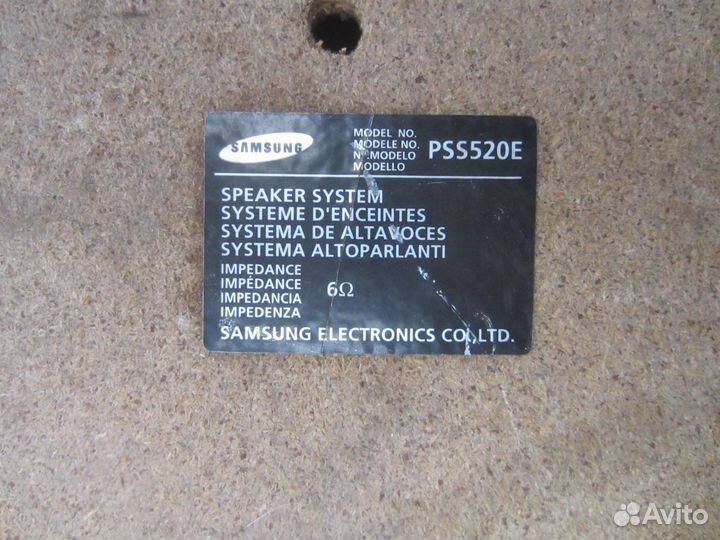 SAMSUNG
MODEL NO.
MODELE NO.
Nº.MODELO
MODELLO
PSS520E
SPEAKER SYSTEM
SYSTEME D'ENCEINTES
SYSTEMA DE ALTAVOCES
SYSTEMA ALTOPARLANTI
IMPEDANCE
IMPÉDANCE
IMPEDANCIA
IMPEDENZA
6Ω
SAMSUNG ELECTRONICS CO.,LTD.
Avito